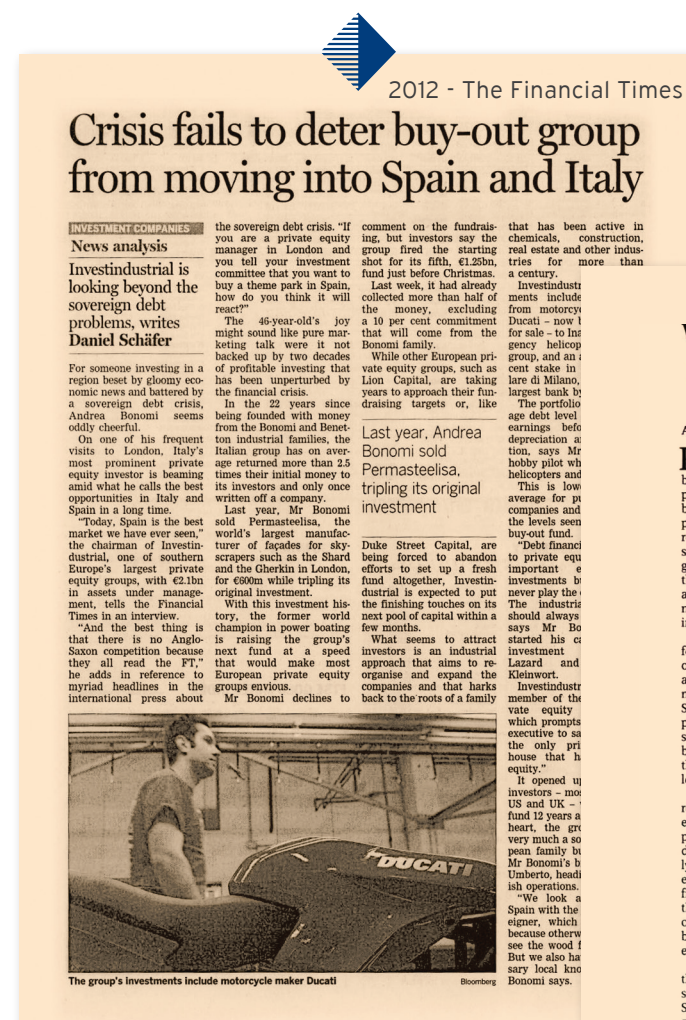 2012 - The Financial Times
Crisis fails to deter buy-out group
from moving into Spain and Italy
INVESTMENT COMPANIES
News analysis
Investindustrial is
looking beyond the
sovereign debt
problems, writes
Daniel Schäfer
For someone investing in a
region beset by gloomy eco-
nomic news and battered by
a sovereign debt crisis,
Andrea Bonomi seems
oddly cheerful.
On one of his frequent
visits to London, Italy's
most prominent private
equity investor is beaming
amid what he calls the best
opportunities in Italy and
Spain in a long time.
"Today, Spain is the best
market we have ever seen,"
the chairman of Investin-
dustrial, one of southern
Europe's largest private
equity groups, with €2.1bn
in assets under manage-
ment, tells the Financial
Times in an interview.
"And the best thing is
that there is no Anglo-
Saxon competition because
they all read the FT,"
he adds in reference to
myriad headlines in the
international press about
the sovereign debt crisis. "If
you are a private equity
manager in London and
you tell your investment
committee that you want to
buy a theme park in Spain,
how do you think it will
react?"
The 46-year-old's joy
might sound like pure mar-
keting talk were it not
backed up by two decades
of profitable investing that
has been unperturbed by
the financial crisis.
In the 22 years since
being founded with money
from the Bonomi and Benet-
ton industrial families, the
Italian group has on aver-
age returned more than 2.5
times their initial money to
its investors and only once
written off a company.
Last year, Mr Bonomi
sold Permasteelisa, the
world's largest manufac-
turer of façades for sky-
scrapers such as the Shard
and the Gherkin in London,
for €600m while tripling its
original investment.
With this investment his-
tory, the former world
champion in power boating
is raising the group's
next fund at a speed
that would make most
European private equity
groups envious.
Mr Bonomi declines to
comment on the fundrais-
ing, but investors say the
group fired the starting
shot for its fifth, €1.25bn,
fund just before Christmas.
Last week, it had already
collected more than half of
the money, excluding
a 10 per cent commitment
that will come from the
Bonomi family.
While other European pri-
vate equity groups, such as
Lion Capital, are taking
years to approach their fun-
draising targets or, like
Last year, Andrea
Bonomi sold
Permasteelisa,
tripling its original
investment
Duke Street Capital, are
being forced to abandon
efforts to set up a fresh
fund altogether, Investin-
dustrial is expected to put
the finishing touches on its
next pool of capital within a
few months.
What seems to attract
investors is an industrial
approach that aims to re-
organise and expand the
companies and that harks
back to the roots of a family
that has been active in
chemicals, construction,
real estate and other indus-
tries for more than
a century.
Investindustr
ments include
from motorcy
Ducati – now
for sale – to Ina
gency helicop
group, and an
cent stake in
lare di Milano,
largest bank by
The portfolio
age debt level
earnings befo
depreciation a
tion, says Mr
hobby pilot wh
helicopters and
This is low
average for pu
companies and
the levels seen
buy-out fund.
"Debt financi
to private equ
important e
investments bu
never play the
The industria
should always
says Mr Bo
started his ca
investment
Lazard and
Kleinwort.
Investindustr
member of the
vate equity
which prompts
executive to sa
the only pri
house that h
equity."
It opened u
investors – mos
US and UK –
fund 12 years a
heart, the gro
very much a so
pean family bu
Mr Bonomi's b
Umberto, headi
ish operations.
"We look a
Spain with the
eigner, which
because otherw
see the wood f
But we also ha
sary local kno
Bonomi says.
DUCATI
The group's investments include motorcycle maker Ducati
Bloomberg